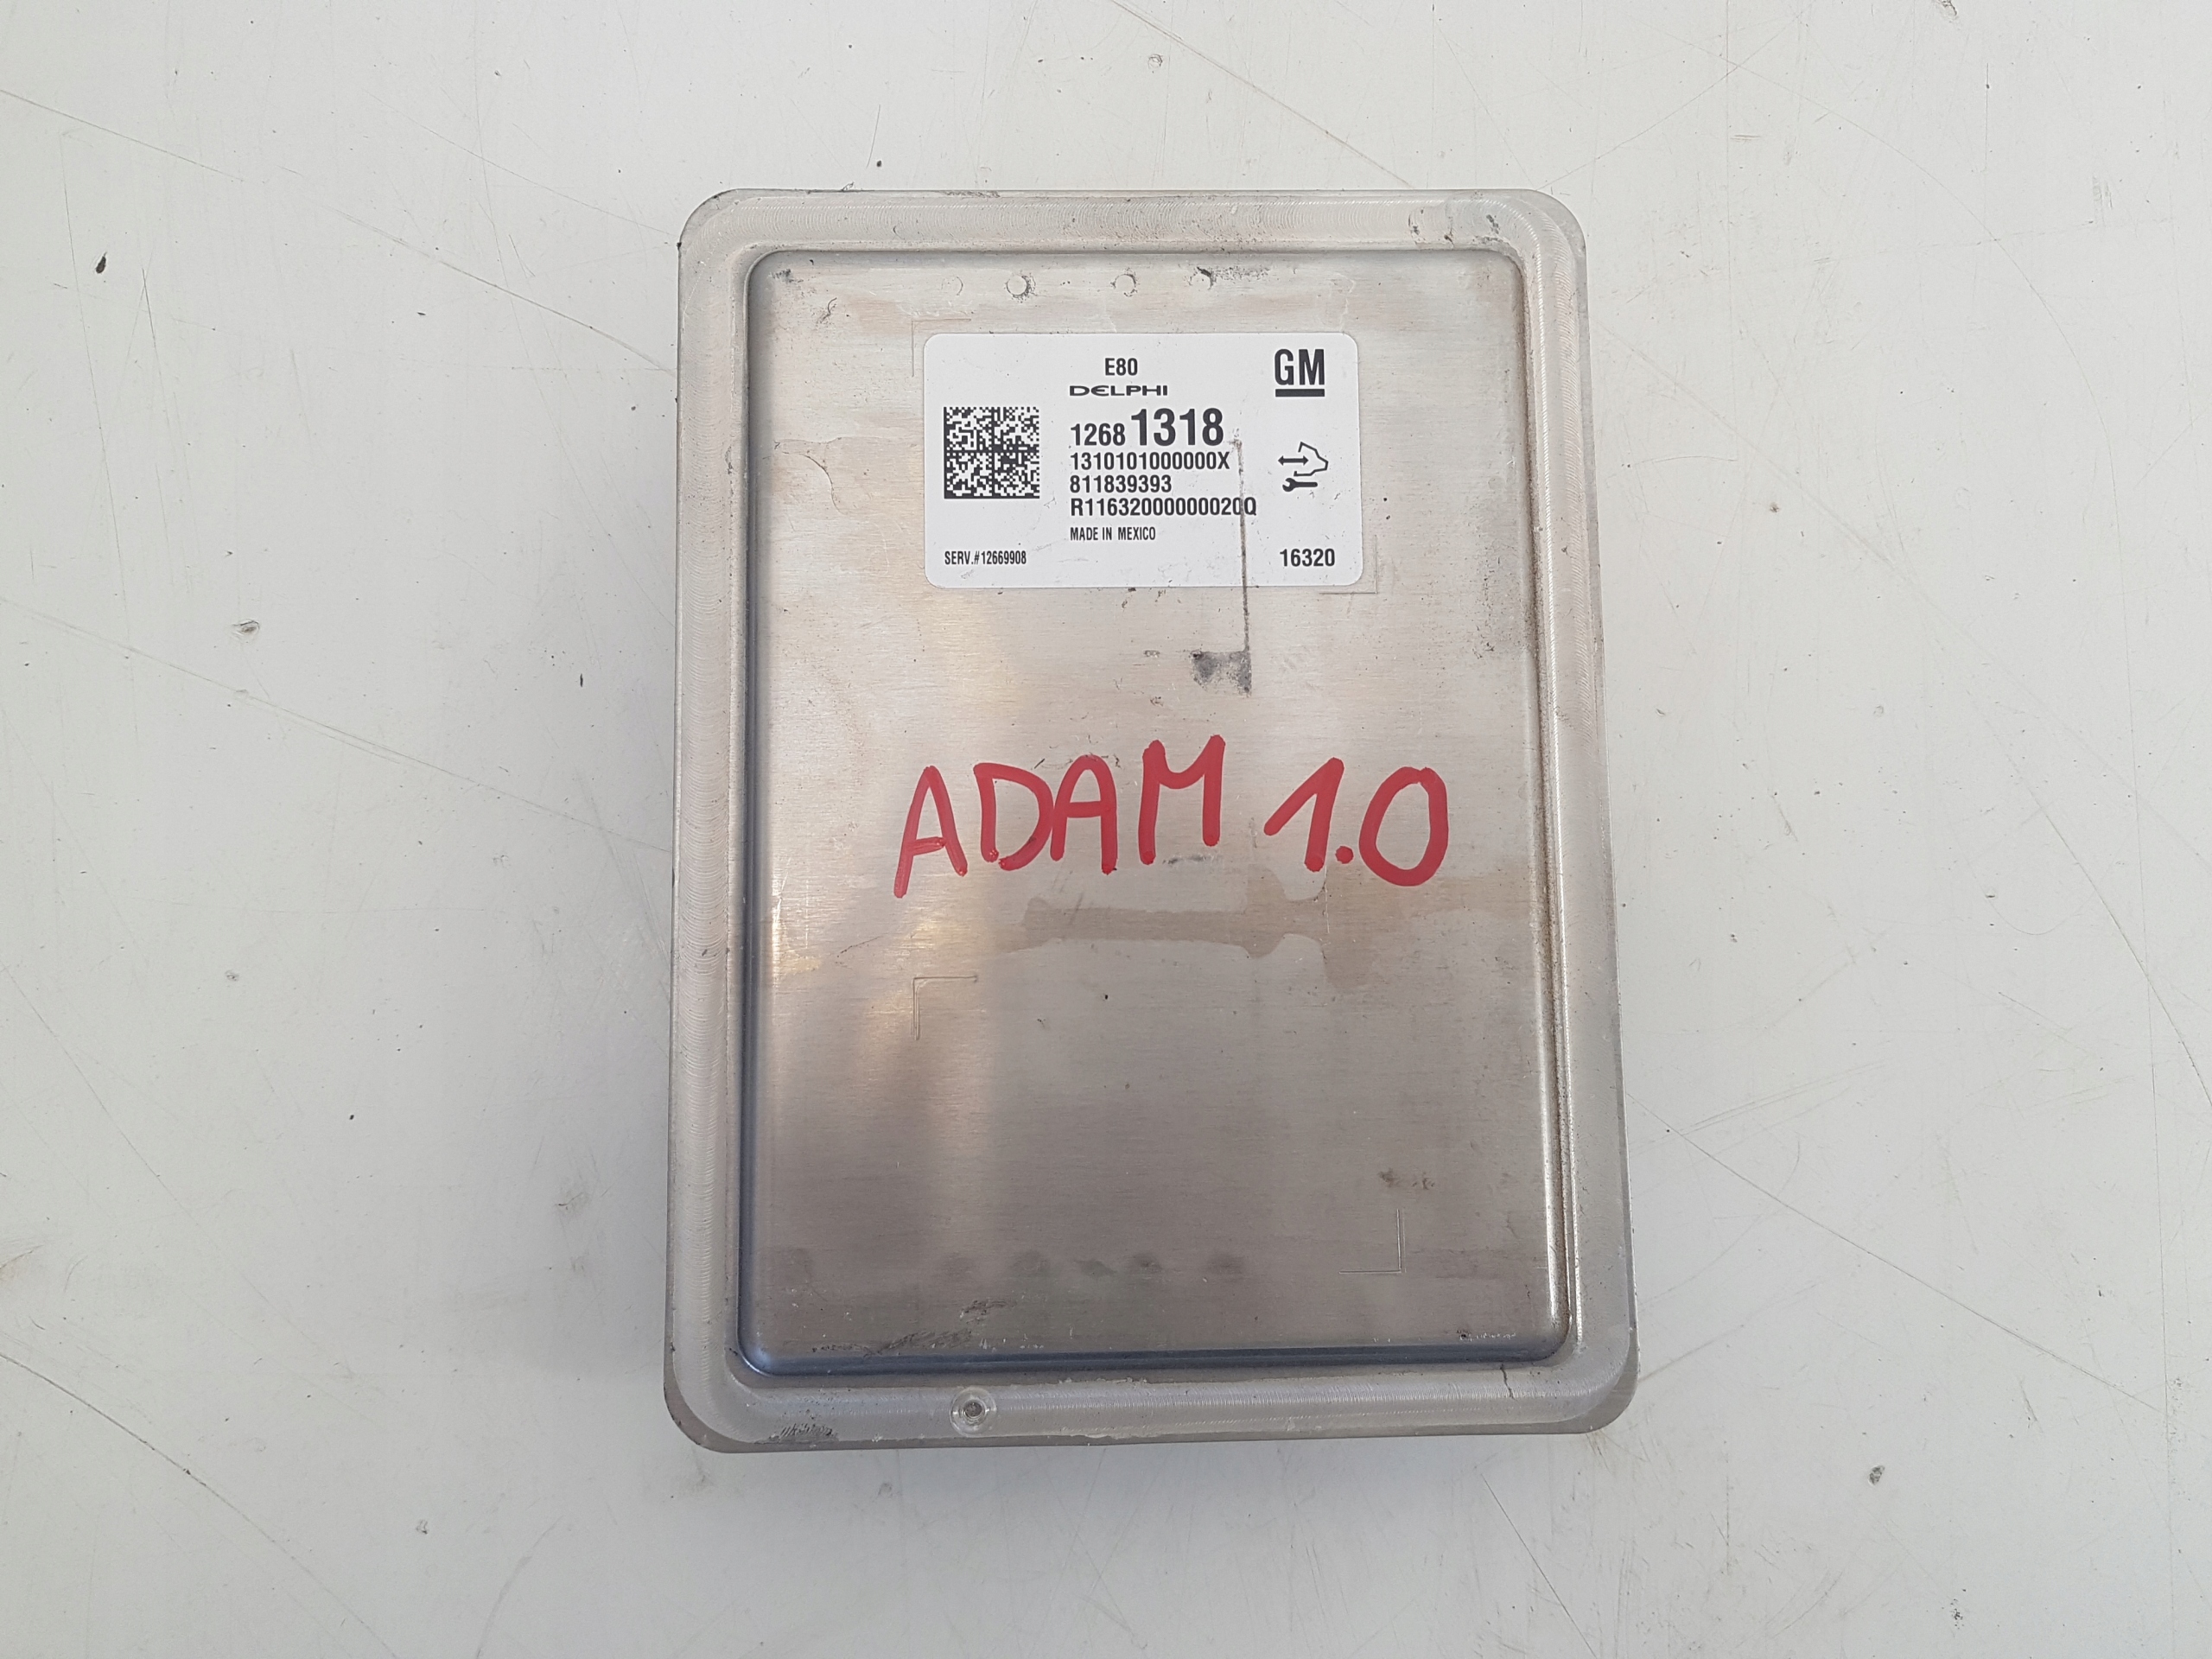 E80
GM
DELPHI
1268 1318
1310101000000X
811839393
R11632000000020Q
MADE IN MEXICO
SERV.#12669908
16320
ADAM 1.0